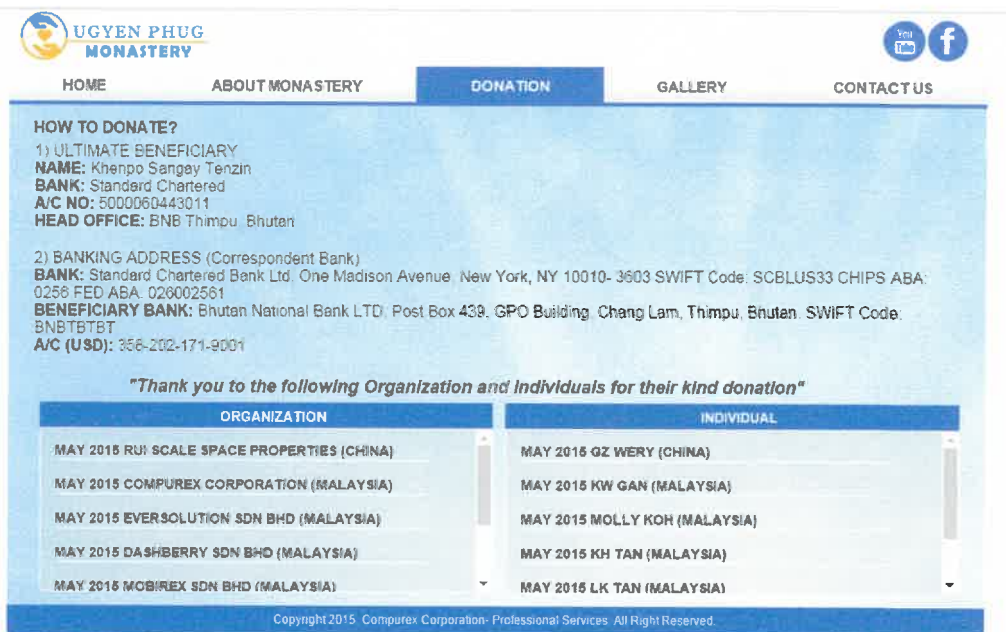 UGYEN PHUG
MONASTERY
You
Tube
f
HOME ABOUT MONASTERY DONATION GALLERY CONTACT US
HOW TO DONATE?
1) ULTIMATE BENEFICIARY
NAME: Khenpo Sangay Tenzin
BANK: Standard Chartered
A/C NO: 5000060443011
HEAD OFFICE: BNB Thimpu, Bhutan
2) BANKING ADDRESS (Correspondent Bank)
BANK: Standard Chartered Bank Ltd, One Madison Avenue, New York, NY 10010- 3603 SWIFT Code: SCBLUS33 CHIPS ABA:
0256 FED ABA: 026002561
BENEFICIARY BANK: Bhutan National Bank LTD, Post Box 439, GPO Building, Chang Lam, Thimpu, Bhutan. SWIFT Code:
BNBTBTBT
A/C (USD): 356-202-171-9001
"Thank you to the following Organization and Individuals for their kind donation"
ORGANIZATION
MAY 2015 RUI SCALE SPACE PROPERTIES (CHINA)
MAY 2015 COMPUREX CORPORATION (MALAYSIA)
MAY 2015 EVERSOLUTION SDN BHD (MALAYSIA)
MAY 2015 DASHBERRY SDN BHD (MALAYSIA)
MAY 2015 MOBIREX SDN BHD (MALAYSIA)
INDIVIDUAL
MAY 2015 GZ WERY (CHINA)
MAY 2015 KW GAN (MALAYSIA)
MAY 2015 MOLLY KOH (MALAYSIA)
MAY 2015 KH TAN (MALAYSIA)
MAY 2015 LK TAN (MALAYSIA)
Copyright 2015. Compurex Corporation- Professional Services. All Right Reserved.